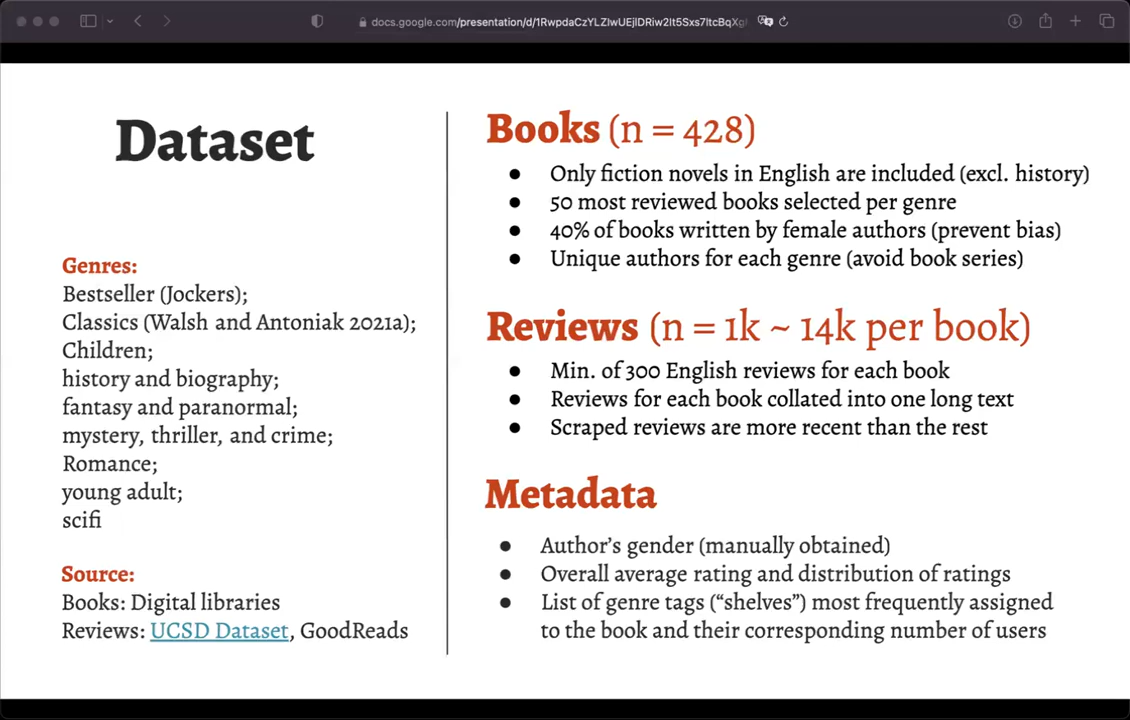 Dataset
Genres:
Bestseller (Jockers);
Classics (Walsh and Antoniak 2021a);
Children;
history and biography;
fantasy and paranormal;
mystery, thriller, and crime;
Romance;
young adult;
scifi
Source:
Books: Digital libraries
Reviews: UCSD Dataset, GoodReads
Books (n = 428)
● Only fiction novels in English are included (excl. history)
● 50 most reviewed books selected per genre
● 40% of books written by female authors (prevent bias)
● Unique authors for each genre (avoid book series)
Reviews (n = 1k ~ 14k per book)
● Min. of 300 English reviews for each book
● Reviews for each book collated into one long text
● Scraped reviews are more recent than the rest
Metadata
● Author's gender (manually obtained)
● Overall average rating and distribution of ratings
● List of genre tags (“shelves”) most frequently assigned
to the book and their corresponding number of users